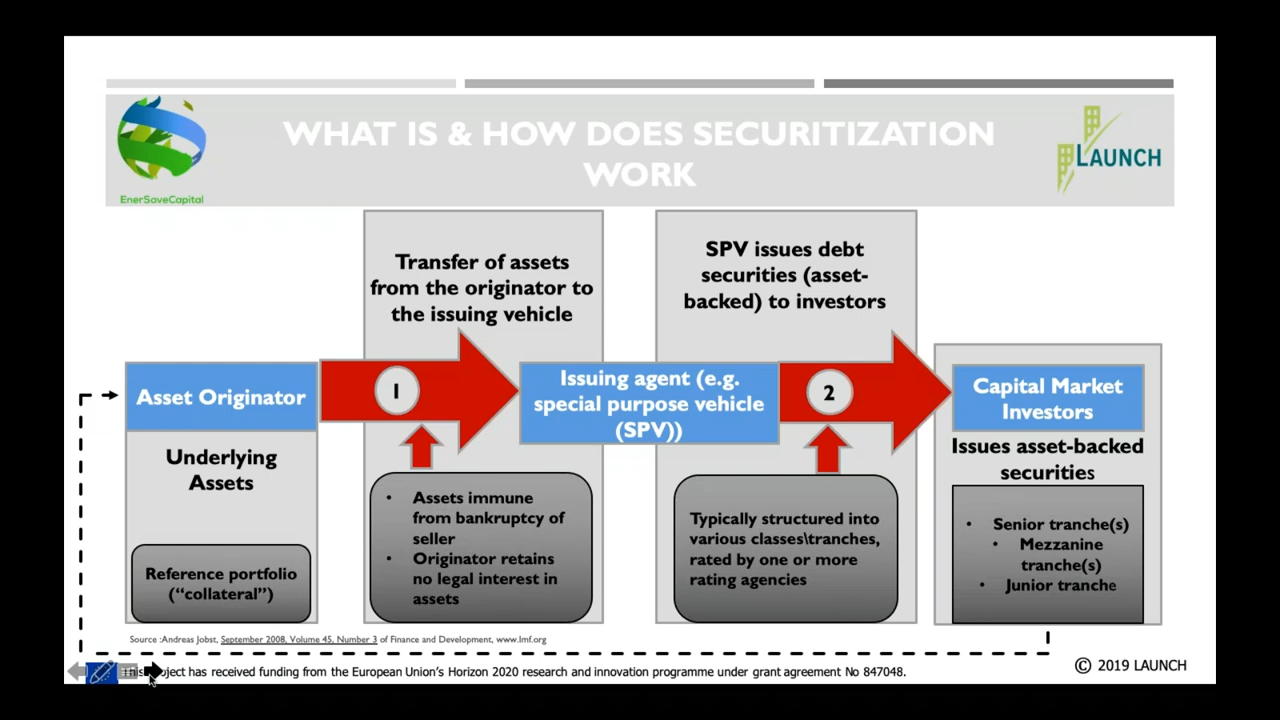 WHAT IS & HOW DOES SECURITIZATION
WORK
EnerSaveCapital
LAUNCH
Transfer of assets
from the originator to
the issuing vehicle
SPV issues debt
securities (asset-
backed) to investors
Asset Originator
1
Issuing agent (e.g.
special purpose vehicle
(SPV))
2
Capital Market
Investors
Underlying
Assets
Issues asset-backed
securities
Reference portfolio
(“collateral”)
• Assets immune
from bankruptcy of
seller
• Originator retains
no legal interest in
assets
Typically structured into
various classes\tranches,
rated by one or more
rating agencies
• Senior tranche(s)
• Mezzanine
tranche(s)
• Junior tranche
Source :Andreas Jobst, September 2008, Volume 45, Number 3 of Finance and Development, www.Imf.org
has received funding from the European Union's Horizon 2020 research and innovation programme under grant agreement No 847048.
© 2019 LAUNCH